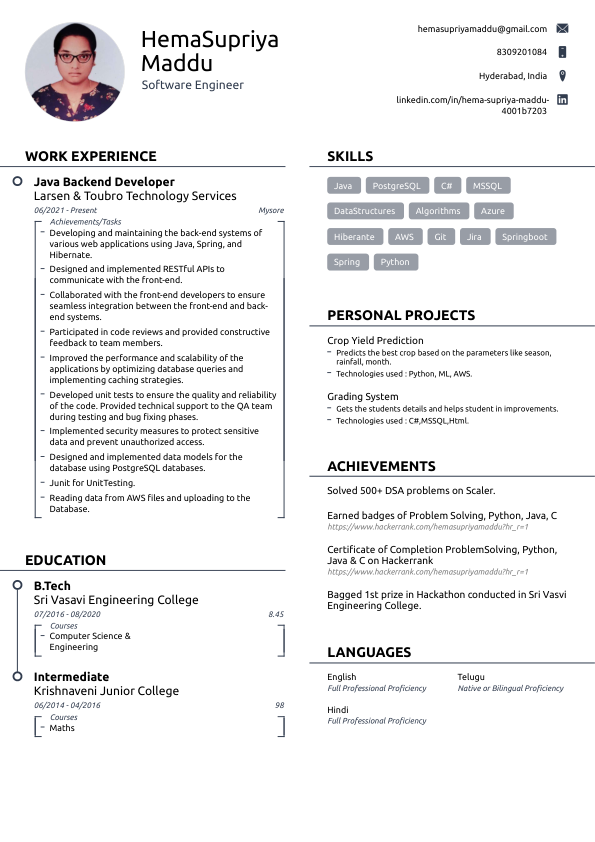 HemaSupriya
Maddu
Software Engineer
hemasupriyamaddu@gmail.com
8309201084
Hyderabad, India
linkedin.com/in/hema-supriya-maddu-
4001b7203
WORK EXPERIENCE
Java Backend Developer
Larsen & Toubro Technology Services
06/2021 - Present Mysore
Achievements/Tasks
– Developing and maintaining the back-end systems of
various web applications using Java, Spring, and
Hibernate.
– Designed and implemented RESTful APIs to
communicate with the front-end.
– Collaborated with the front-end developers to ensure
seamless integration between the front-end and back-
end systems.
– Participated in code reviews and provided constructive
feedback to team members.
– Improved the performance and scalability of the
applications by optimizing database queries and
implementing caching strategies.
– Developed unit tests to ensure the quality and reliability
of the code. Provided technical support to the QA team
during testing and bug fixing phases.
– Implemented security measures to protect sensitive
data and prevent unauthorized access.
– Designed and implemented data models for the
database using PostgreSQL databases.
– Junit for UnitTesting.
– Reading data from AWS files and uploading to the
Database.
EDUCATION
B.Tech
Sri Vasavi Engineering College
07/2016 - 08/2020 8.45
Courses
– Computer Science &
Engineering
Intermediate
Krishnaveni Junior College
06/2014 - 04/2016 98
Courses
– Maths
SKILLS
Java PostgreSQL C# MSSQL
DataStructures Algorithms Azure
Hiberante AWS Git Jira Springboot
Spring Python
PERSONAL PROJECTS
Crop Yield Prediction
– Predicts the best crop based on the parameters like season,
rainfall, month.
– Technologies used : Python, ML, AWS.
Grading System
– Gets the students details and helps student in improvements.
– Technologies used : C#,MSSQL,Html.
ACHIEVEMENTS
Solved 500+ DSA problems on Scaler.
Earned badges of Problem Solving, Python, Java, C
https://www.hackerrank.com/hemasupriyamaddu?hr_r=1
Certificate of Completion ProblemSolving, Python,
Java & C on Hackerrank
https://www.hackerrank.com/hemasupriyamaddu?hr_r=1
Bagged 1st prize in Hackathon conducted in Sri Vasvi
Engineering College.
LANGUAGES
English Telugu
Full Professional Proficiency Native or Bilingual Proficiency
Hindi
Full Professional Proficiency